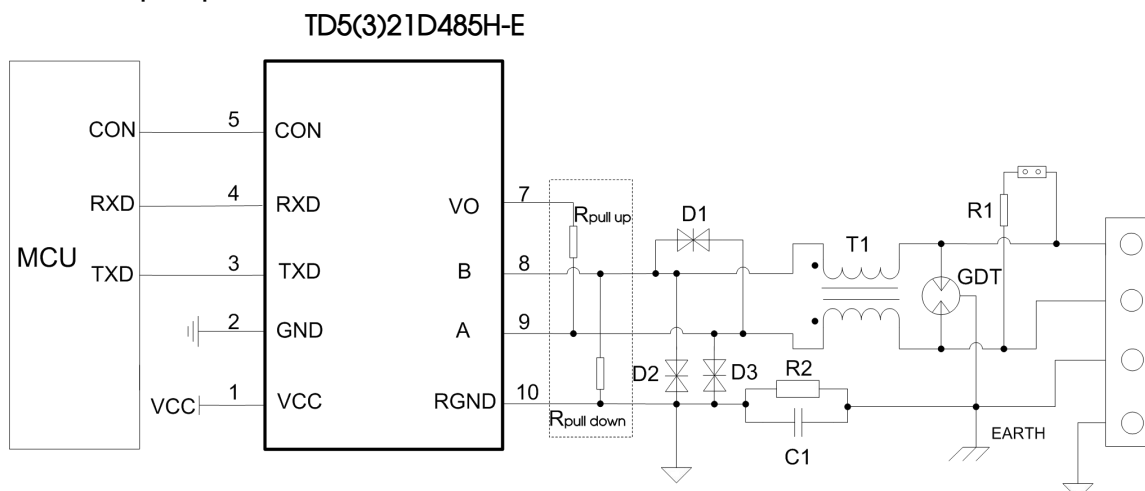 TD5(3)21D485H-E
MCU
CON
RXD
TXD
5
4
3
2
1
CON
RXD
TXD
GND
VCC
VCC
VO
B
A
RGND
7
8
9
10
Rpull up
Rpull down
D1
D2
D3
T1
R2
C1
GDT
R1
EARTH